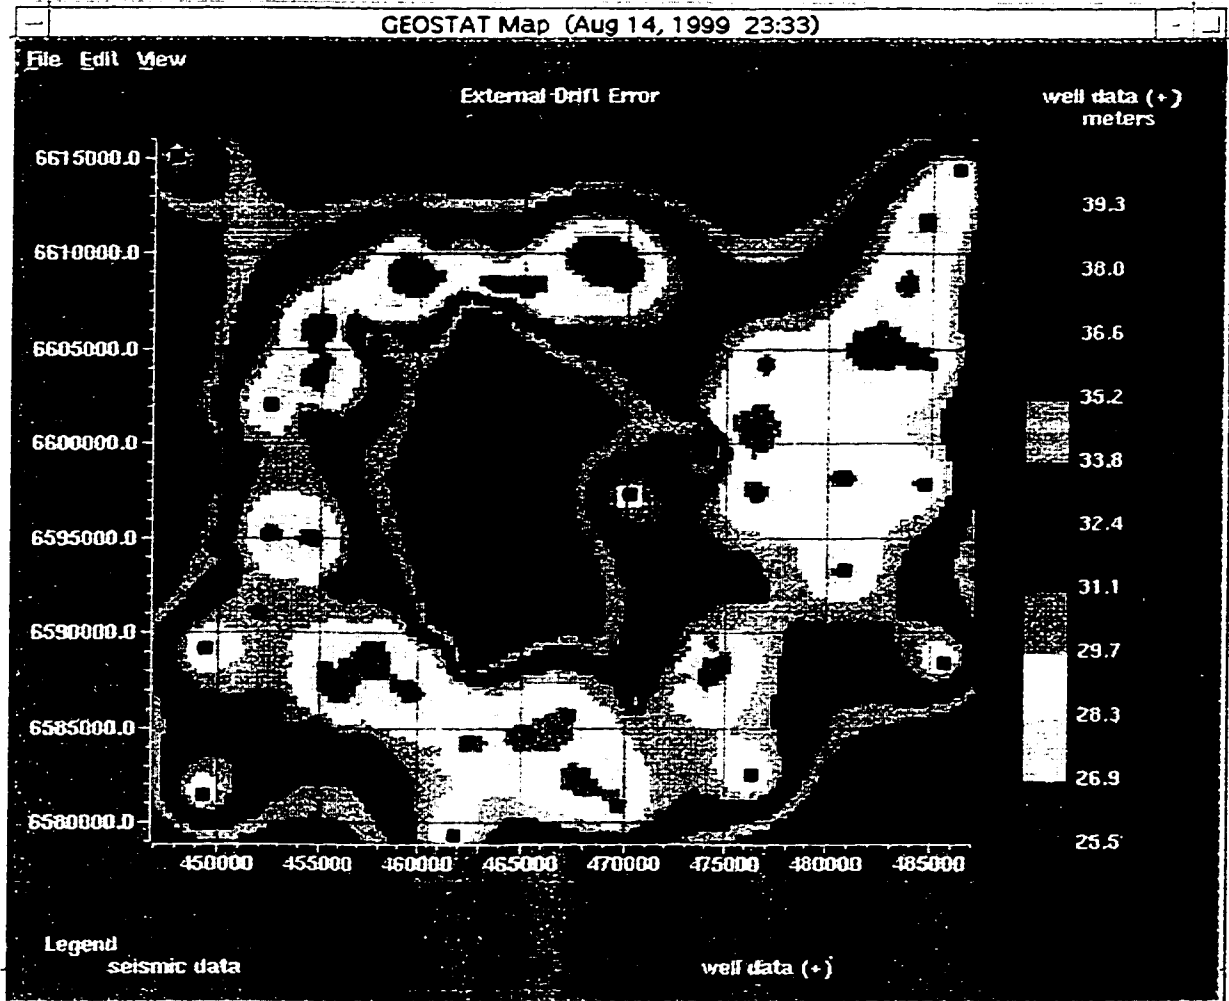 GEOSTAT Map (Aug 14, 1999 23:33)
File Edit View
External Drift Error
well data (+)
meters
6615000.0
6610000.0
6605000.0
6600000.0
6595000.0
6590000.0
6585000.0
6580000.0
450000 455000 460000 465000 470000 475000 480000 485000
39.3
38.0
36.6
35.2
33.8
32.4
31.1
29.7
28.3
26.9
25.5
Legend
seismic data
well data (+)